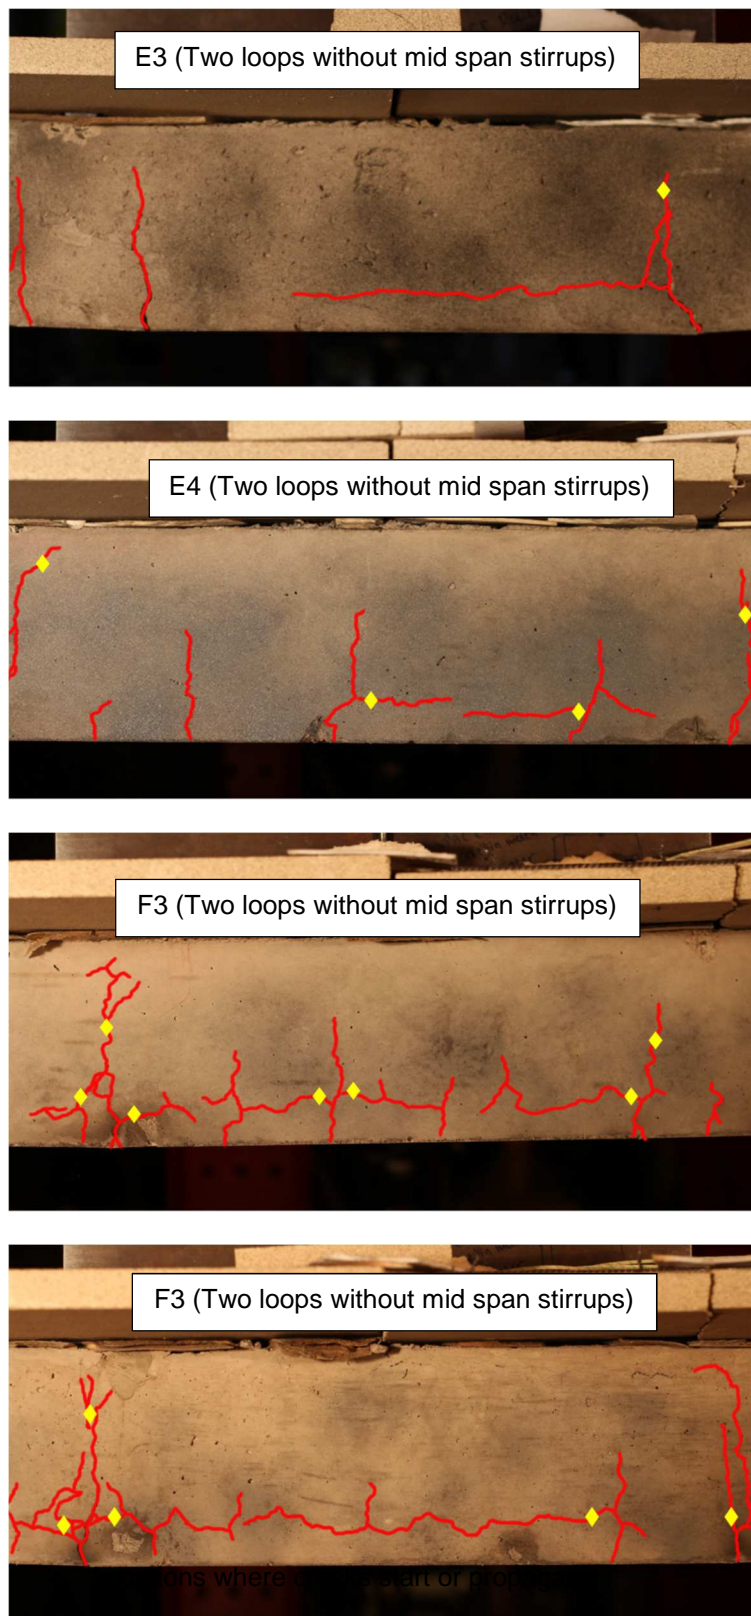 E3 (Two loops without mid span stirrups)
E4 (Two loops without mid span stirrups)
F3 (Two loops without mid span stirrups)
F3 (Two loops without mid span stirrups)
where start or